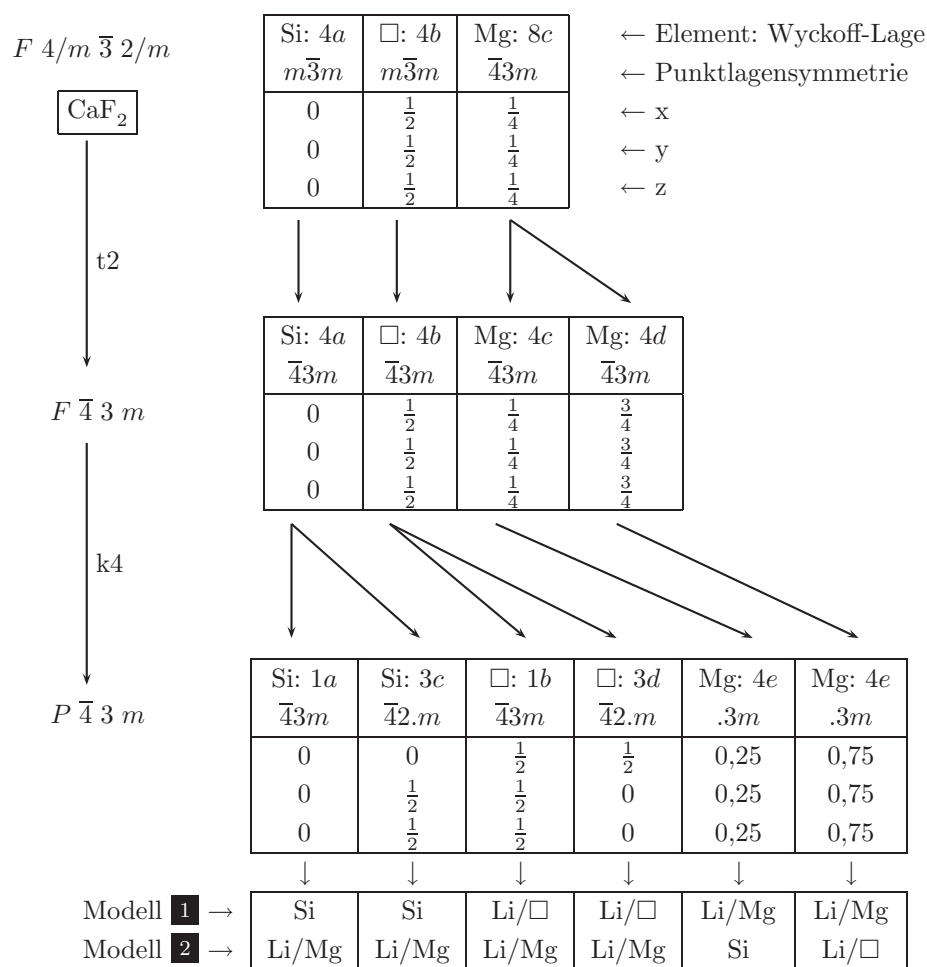 F 4/m 3̅ 2/m
CaF₂
Si: 4a □: 4b Mg: 8c ← Element: Wyckoff-Lage
m3̅m m3̅m 4̅3m ← Punktlagensymmetrie
0 1/2 1/4 ← x
0 1/2 1/4 ← y
0 1/2 1/4 ← z
t2
Si: 4a □: 4b Mg: 4c Mg: 4d
4̅3m 4̅3m 4̅3m 4̅3m
F 4̅ 3 m
0 1/2 1/4 3/4
0 1/2 1/4 3/4
0 1/2 1/4 3/4
k4
Si: 1a Si: 3c □: 1b □: 3d Mg: 4e Mg: 4e
P 4̅ 3 m
4̅3m 4̅2.m 4̅3m 4̅2.m .3m .3m
0 0 1/2 1/2 0,25 0,75
0 1/2 1/2 0 0,25 0,75
0 1/2 1/2 0 0,25 0,75
↓ ↓ ↓ ↓ ↓ ↓
Modell 1 → Si Si Li/□ Li/□ Li/Mg Li/Mg
Modell 2 → Li/Mg Li/Mg Li/Mg Li/Mg Si Li/□